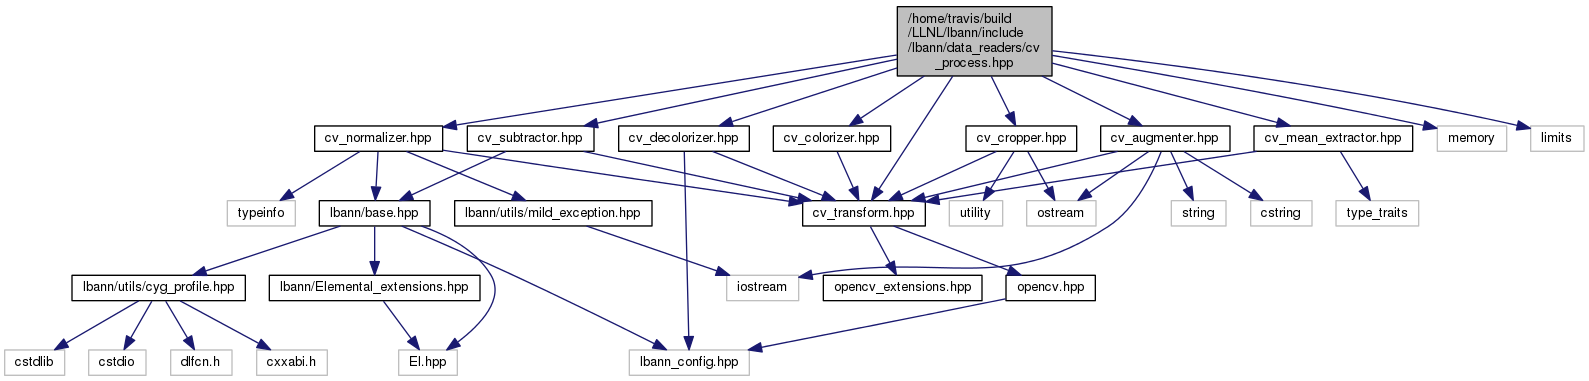 /home/travis/build
/LLNL/lbann/include
/lbann/data_readers/cv
_process.hpp
cv_normalizer.hpp
cv_subtractor.hpp
cv_decolorizer.hpp
cv_colorizer.hpp
cv_cropper.hpp
cv_augmenter.hpp
cv_mean_extractor.hpp
memory
limits
typeinfo
lbann/base.hpp
lbann/utils/mild_exception.hpp
cv_transform.hpp
utility
ostream
string
cstring
type_traits
lbann/utils/cyg_profile.hpp
lbann/Elemental_extensions.hpp
iostream
opencv_extensions.hpp
opencv.hpp
cstdlib
cstdio
dlfcn.h
cxxabi.h
El.hpp
lbann_config.hpp